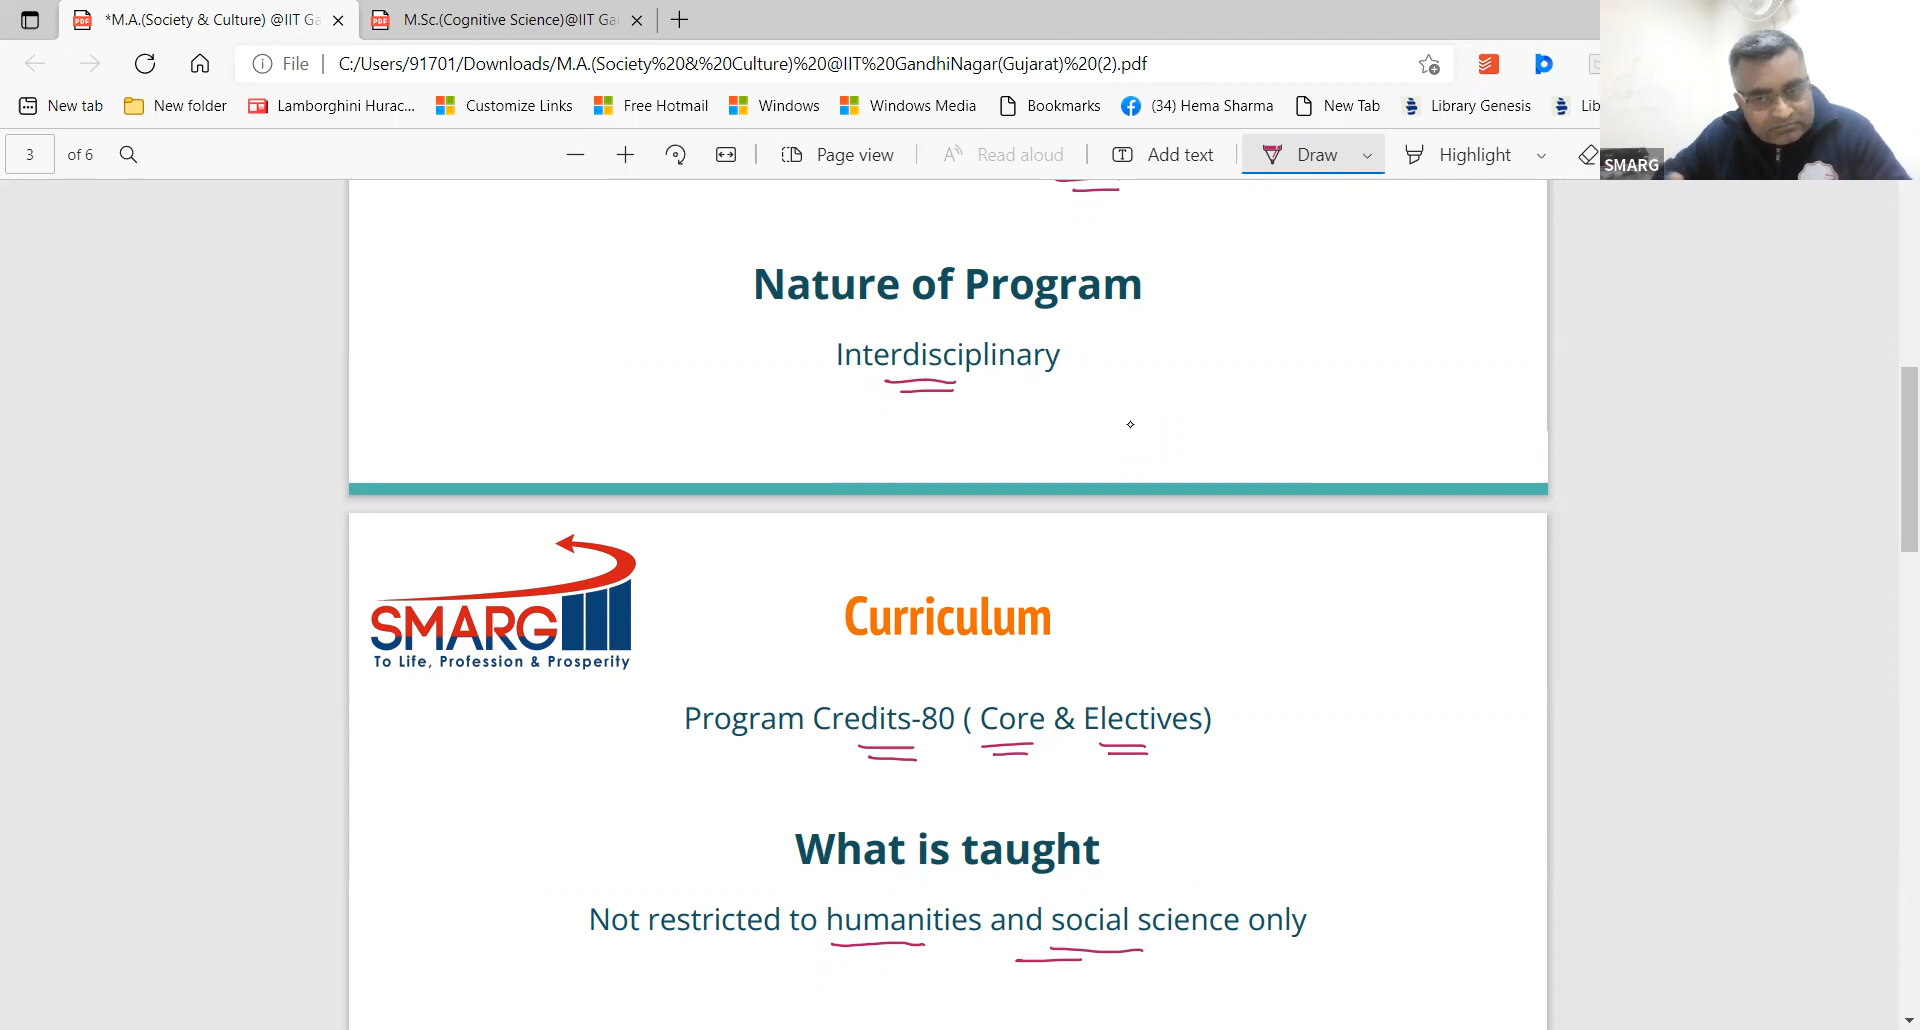 *M.A.(Society & Culture) @IIT Ga
M.Sc.(Cognitive Science)@IIT Ga
File
C:/Users/91701/Downloads/M.A.(Society%20&%20Culture)%20@IIT%20GandhiNagar(Gujarat)%20(2).pdf
New tab
New folder
Lamborghini Hurac...
Customize Links
Free Hotmail
Windows
Windows Media
Bookmarks
(34) Hema Sharma
New Tab
Library Genesis
Lib
3 of 6
Page view
Read aloud
Add text
Draw
Highlight
SMARG
Nature of Program
Interdisciplinary
SMARG
To Life, Profession & Prosperity
Curriculum
Program Credits-80 ( Core & Electives)
What is taught
Not restricted to humanities and social science only